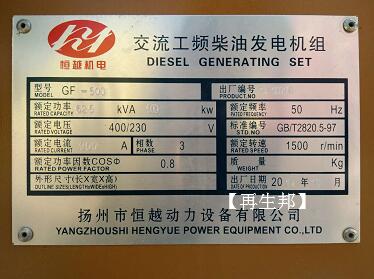 恒越机电
交流工频柴油发电机组
DIESEL GENERATING SET
型号 MODEL GF-500
出厂编号 PRODUCTION NO.
额定功率 RATED CAPACITY kVA kw
额定频率 RATED FREQUENCY 50 Hz
额定电压 RATED VOLTAGE 400/230 V
标准编号 STD.NO GB/T2820.5-97
额定电流 RATED CURRENT A 相数 PHASE 3
额定转速 RATED SPEED 1500 r/min
额定功率因数COSΦ RATED POWER FACTOR 0.8
质量 WEIGHT Kg
外形尺寸(长X宽X高) OUTLINE SIZE(LENGTHxWIDExHIGH)
出厂日期 DATE OF PRODUCTION 20 年 月
【再生邦】
扬州市恒越动力设备有限公司
YANGZHOUSHI HENGYUE POWER EQUIPMENT CO.,LTD